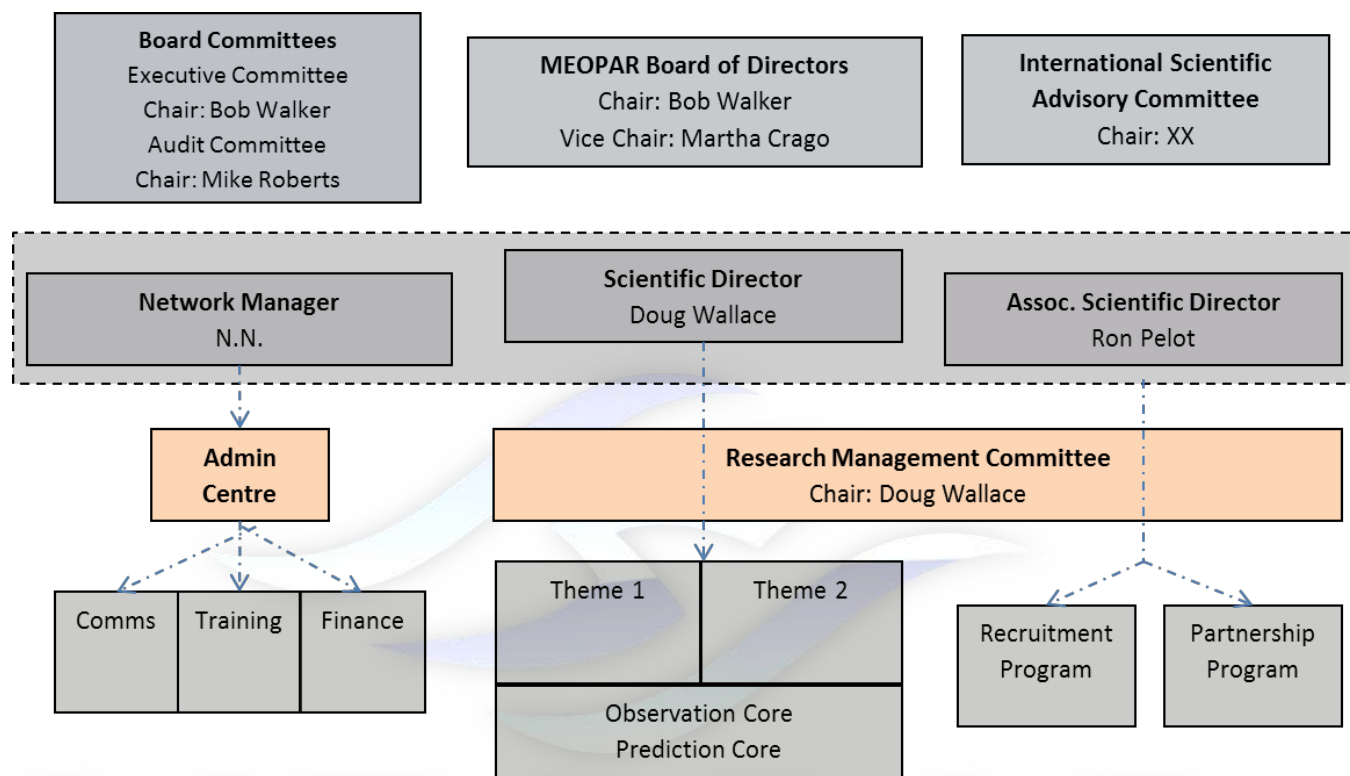 Board Committees
Executive Committee
Chair: Bob Walker
Audit Committee
Chair: Mike Roberts
MEOPAR Board of Directors
Chair: Bob Walker
Vice Chair: Martha Crago
International Scientific
Advisory Committee
Chair: XX
Network Manager
N.N.
Scientific Director
Doug Wallace
Assoc. Scientific Director
Ron Pelot
Admin
Centre
Research Management Committee
Chair: Doug Wallace
Comms
Training
Finance
Theme 1
Theme 2
Observation Core
Prediction Core
Recruitment
Program
Partnership
Program